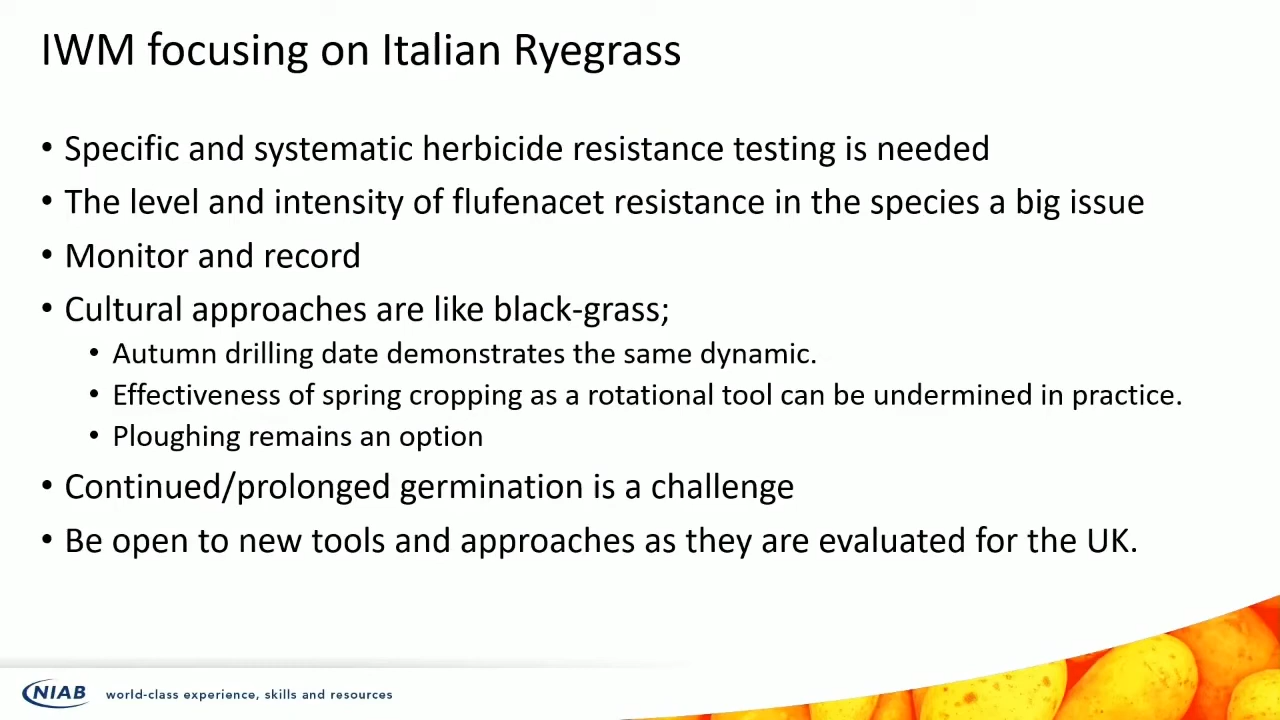 IWM focusing on Italian Ryegrass
• Specific and systematic herbicide resistance testing is needed
• The level and intensity of flufenacet resistance in the species a big issue
• Monitor and record
• Cultural approaches are like black-grass;
• Autumn drilling date demonstrates the same dynamic.
• Effectiveness of spring cropping as a rotational tool can be undermined in practice.
• Ploughing remains an option
• Continued/prolonged germination is a challenge
• Be open to new tools and approaches as they are evaluated for the UK.
NIAB world-class experience, skills and resources